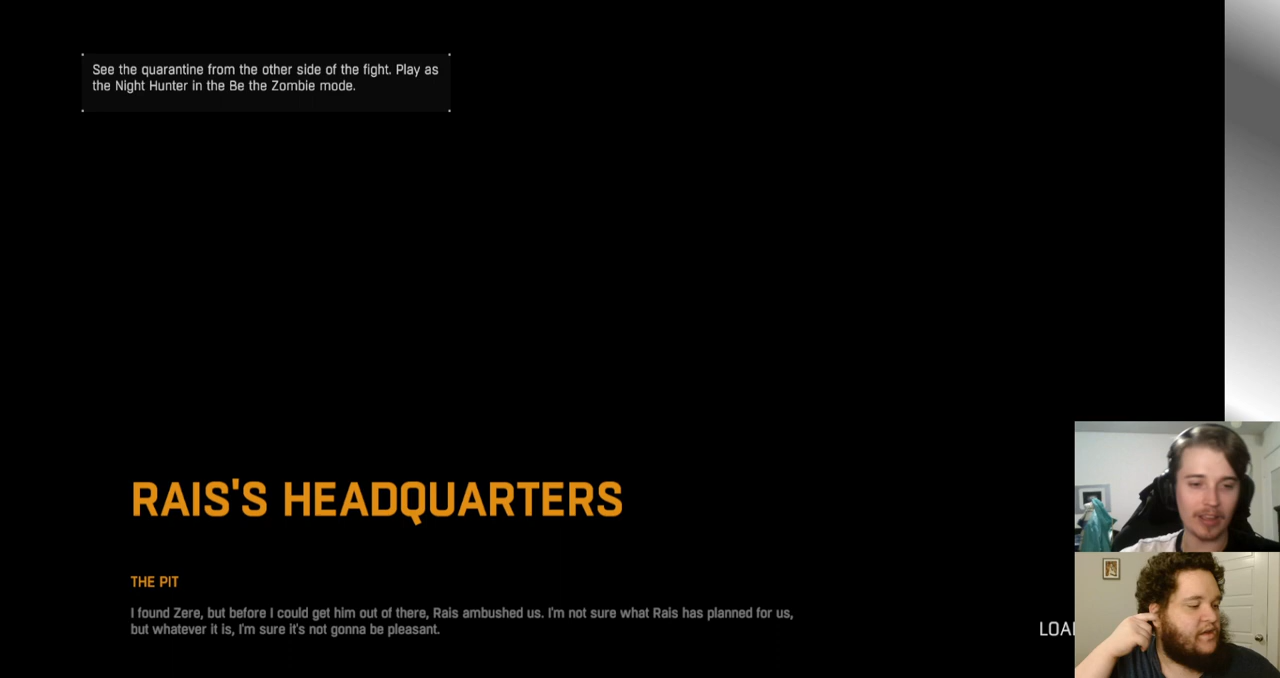 See the quarantine from the other side of the fight. Play as
the Night Hunter in the Be the Zombie mode.
RAIS'S HEADQUARTERS
THE PIT
I found Zere, but before I could get him out of there, Rais ambushed us. I'm not sure what Rais has planned for us,
but whatever it is, I'm sure it's not gonna be pleasant.
LOA